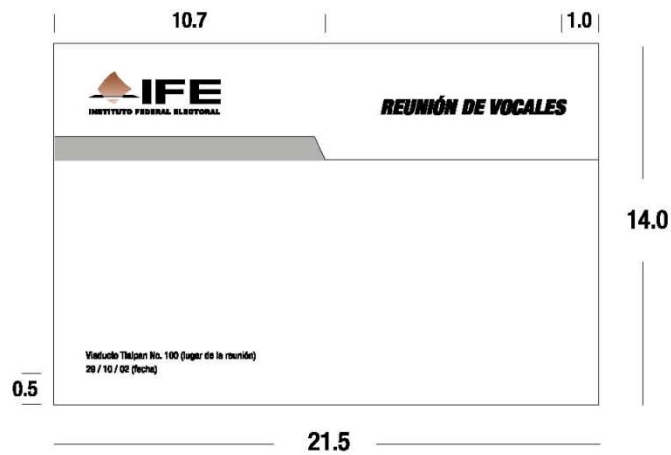 10.7
1.0
IFE
INSTITUTO FEDERAL ELECTORAL
REUNIÓN DE VOCALES
14.0
Viaducto Tlalpan No. 100 (lugar de la reunión)
29 / 10 / 02 (fecha)
0.5
21.5